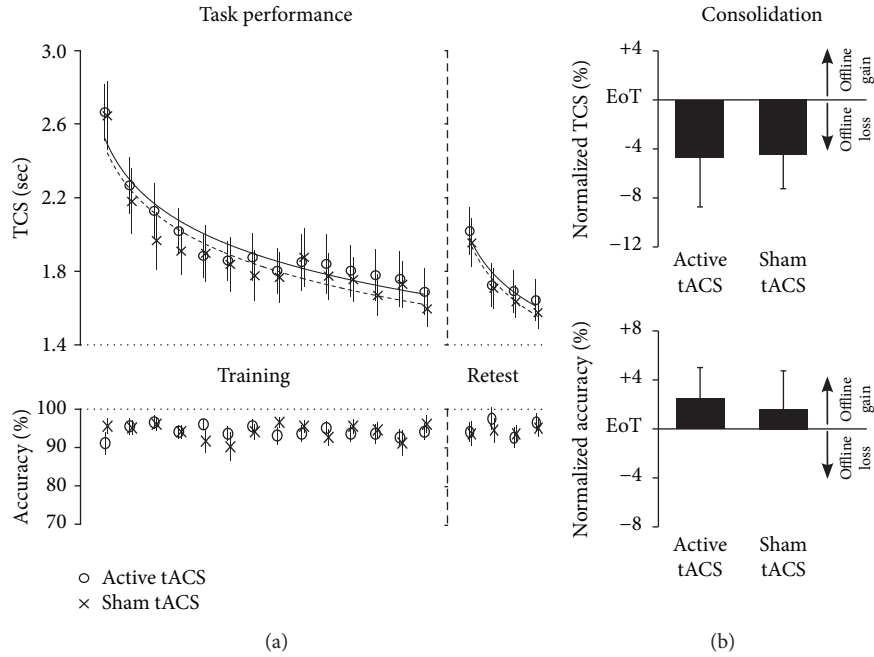 Task performance
3.0
2.6
2.2
1.8
1.4
TCS (sec)
Training
Retest
100
90
80
70
Accuracy (%)
Active tACS
Sham tACS
(a)
Consolidation
+4
EoT
−4
−8
−12
Normalized TCS (%)
Offline
gain
Offline
loss
Active
tACS
Sham
tACS
+8
+4
EoT
−4
−8
Normalized accuracy (%)
Offline
gain
Offline
loss
Active
tACS
Sham
tACS
(b)